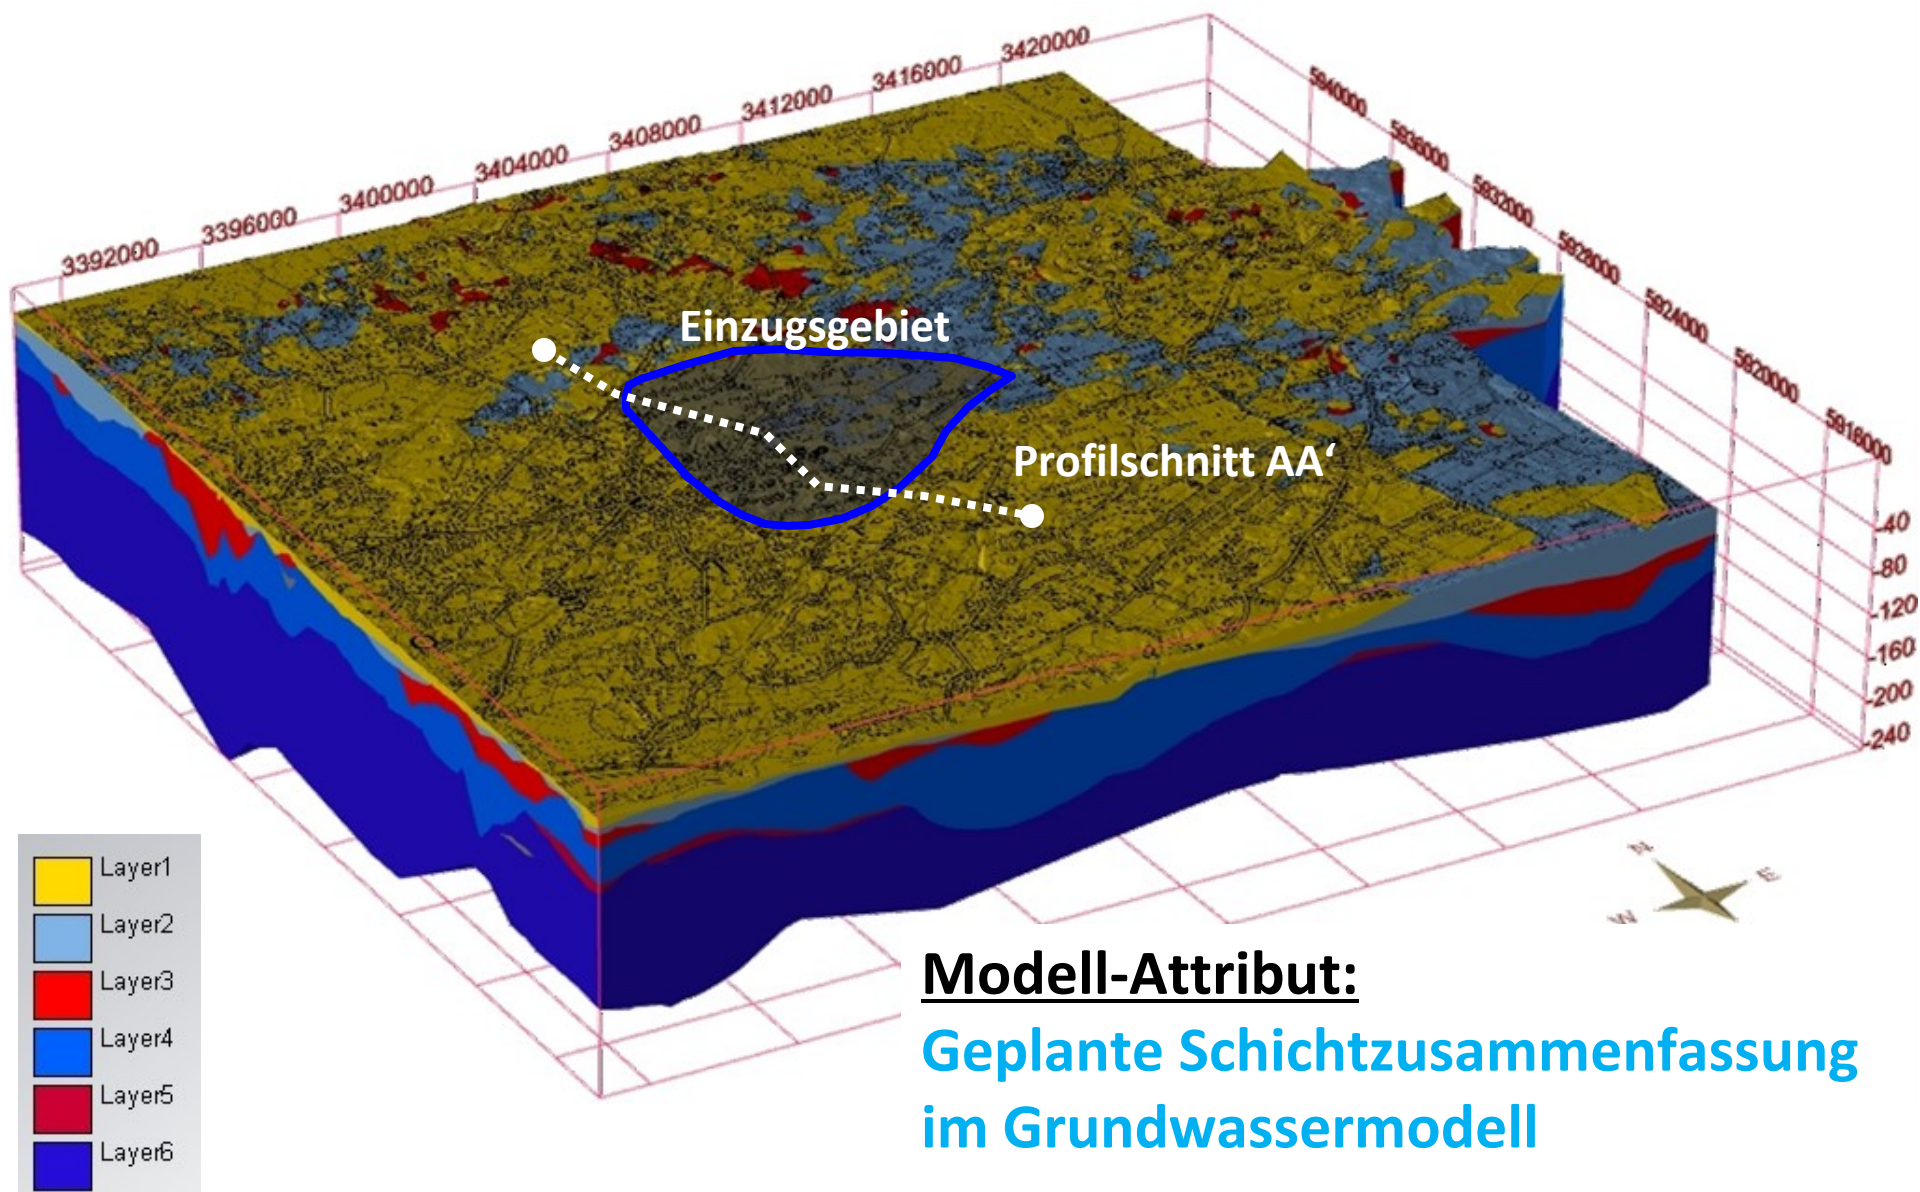 3392000
3396000
3400000
3404000
3408000
3412000
3416000
3420000
5940000
5936000
5932000
5928000
5924000
5920000
5916000
Einzugsgebiet
Profilschnitt AA‘
-40
-80
-120
-160
-200
-240
N
E
W
Layer1
Layer2
Layer3
Layer4
Layer5
Layer6
Modell-Attribut:
Geplante Schichtzusammenfassung
im Grundwassermodell